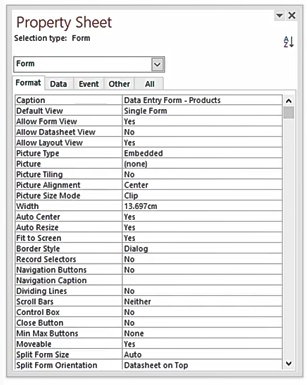 Property Sheet
Selection type: Form
Form
Format Data Event Other All
Caption Data Entry Form - Products
Default View Single Form
Allow Form View Yes
Allow Datasheet View No
Allow Layout View Yes
Picture Type Embedded
Picture (none)
Picture Tiling No
Picture Alignment Center
Picture Size Mode Clip
Width 13.697cm
Auto Center Yes
Auto Resize Yes
Fit to Screen Yes
Border Style Dialog
Record Selectors No
Navigation Buttons No
Navigation Caption
Dividing Lines No
Scroll Bars Neither
Control Box No
Close Button No
Min Max Buttons None
Moveable Yes
Split Form Size Auto
Split Form Orientation Datasheet on Top